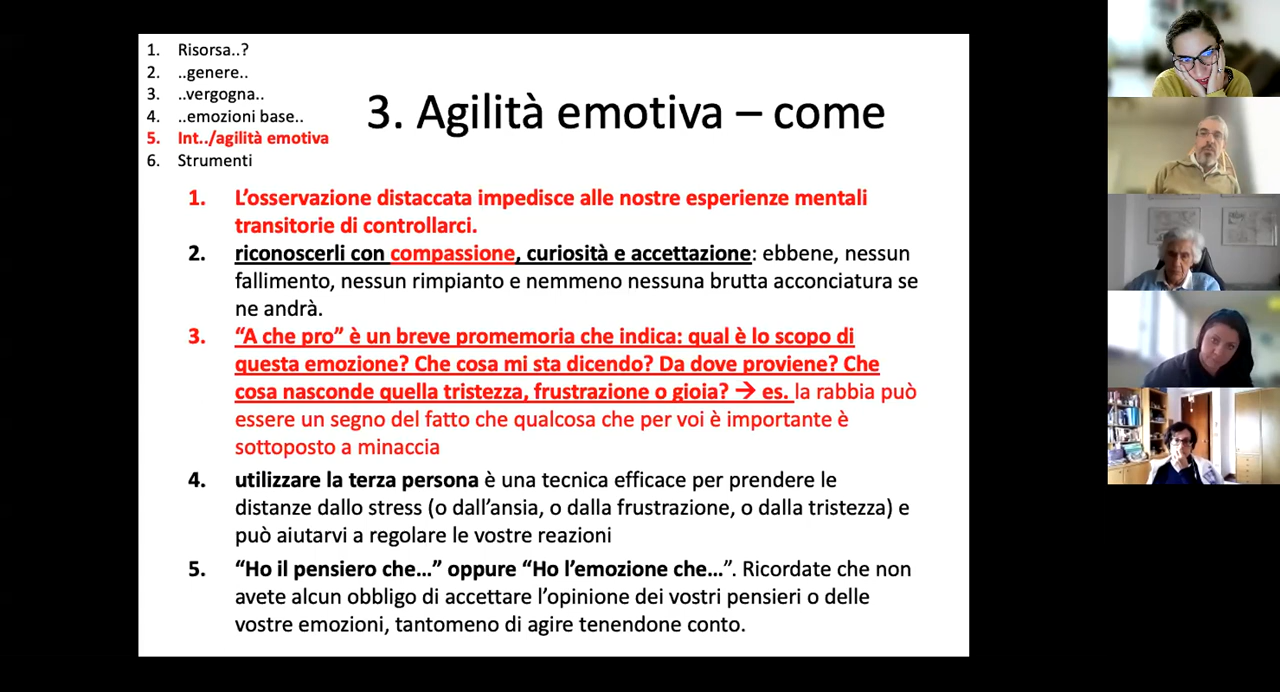 1. Risorsa..?
2. ..genere..
3. ..vergogna..
4. ..emozioni base..
5. Int../agilità emotiva
6. Strumenti
3. Agilità emotiva – come
1. L’osservazione distaccata impedisce alle nostre esperienze mentali
transitorie di controllarci.
2. riconoscerli con compassione, curiosità e accettazione: ebbene, nessun
fallimento, nessun rimpianto e nemmeno nessuna brutta acconciatura se
ne andrà.
3. “A che pro” è un breve promemoria che indica: qual è lo scopo di
questa emozione? Che cosa mi sta dicendo? Da dove proviene? Che
cosa nasconde quella tristezza, frustrazione o gioia? → es. la rabbia può
essere un segno del fatto che qualcosa che per voi è importante è
sottoposto a minaccia
4. utilizzare la terza persona è una tecnica efficace per prendere le
distanze dallo stress (o dall’ansia, o dalla frustrazione, o dalla tristezza) e
può aiutarvi a regolare le vostre reazioni
5. “Ho il pensiero che…” oppure “Ho l’emozione che…”. Ricordate che non
avete alcun obbligo di accettare l’opinione dei vostri pensieri o delle
vostre emozioni, tantomeno di agire tenendone conto.